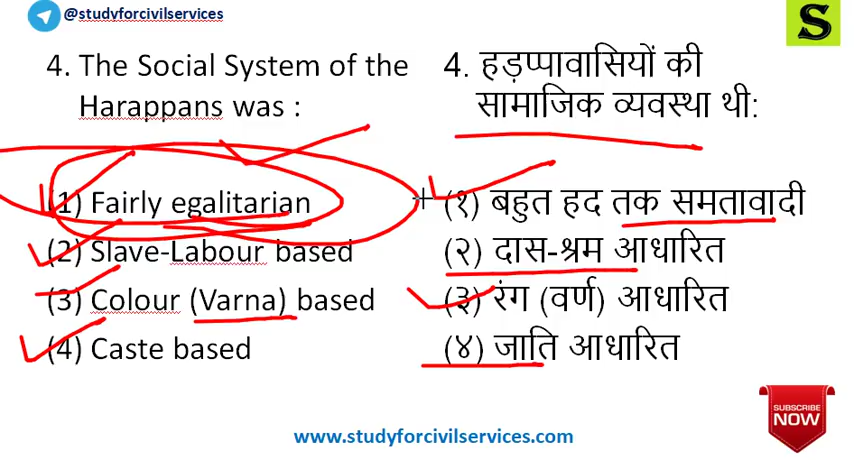 @studyforcivilservices
S
4. The Social System of the
Harappans was :
(1) Fairly egalitarian
(2) Slave-Labour based
(3) Colour (Varna) based
(4) Caste based
4. हड़प्पावासियों की
सामाजिक व्यवस्था थी:
(१) बहुत हद तक समतावादी
(२) दास-श्रम आधारित
(३) रंग (वर्ण) आधारित
(४) जाति आधारित
SUBSCRIBE
NOW
www.studyforcivilservices.com